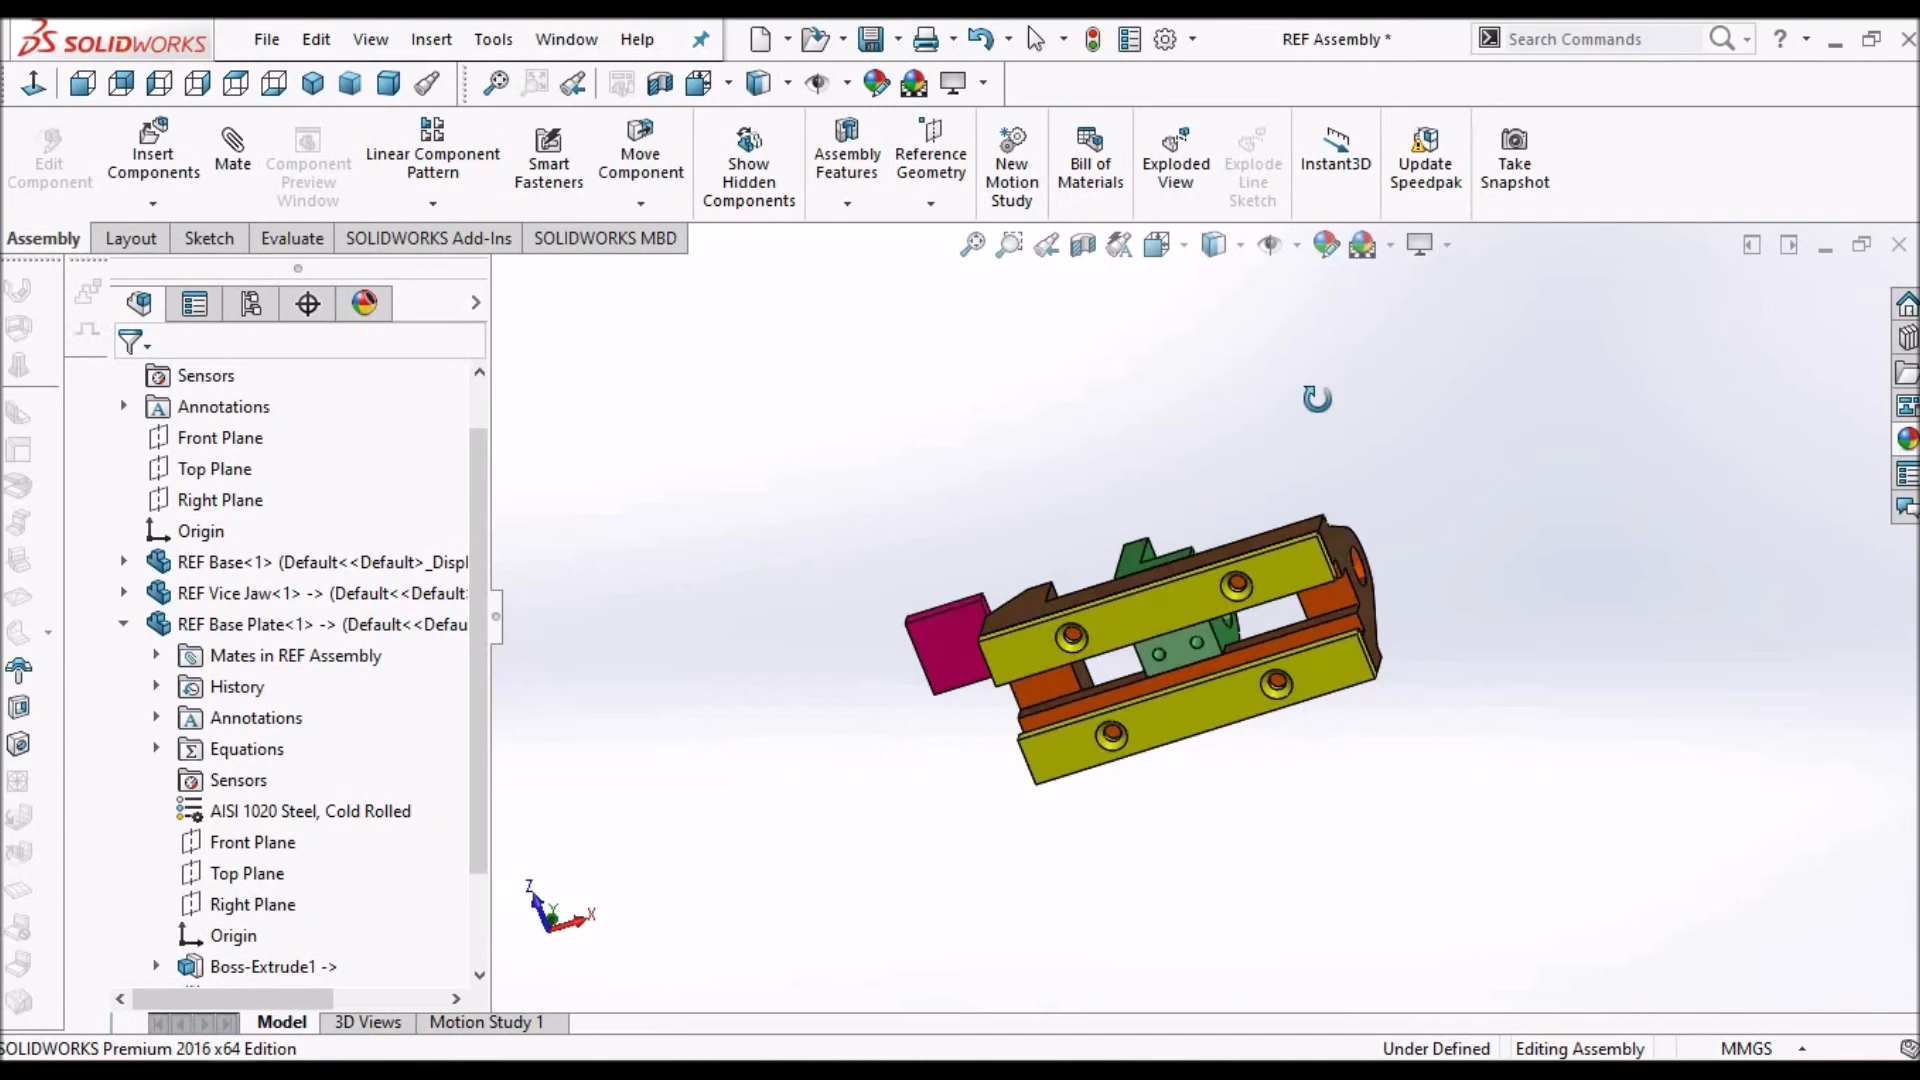 SOLIDWORKS File Edit View Insert Tools Window Help REF Assembly * Search Commands ?
Edit Component
Insert Components
Mate
Component Preview Window
Linear Component Pattern
Smart Fasteners
Move Component
Show Hidden Components
Assembly Features
Reference Geometry
New Motion Study
Bill of Materials
Exploded View
Explode Line Sketch
Instant3D
Update Speedpak
Take Snapshot
Assembly Layout Sketch Evaluate SOLIDWORKS Add-Ins SOLIDWORKS MBD
Sensors
Annotations
Front Plane
Top Plane
Right Plane
Origin
REF Base<1> (Default<<Default>_Displ
REF Vice Jaw<1> -> (Default<<Default
REF Base Plate<1> -> (Default<<Defau
Mates in REF Assembly
History
Annotations
Equations
Sensors
AISI 1020 Steel, Cold Rolled
Front Plane
Top Plane
Right Plane
Origin
Boss-Extrude1 ->
Z Y X
Model 3D Views Motion Study 1
SOLIDWORKS Premium 2016 x64 Edition Under Defined Editing Assembly MMGS